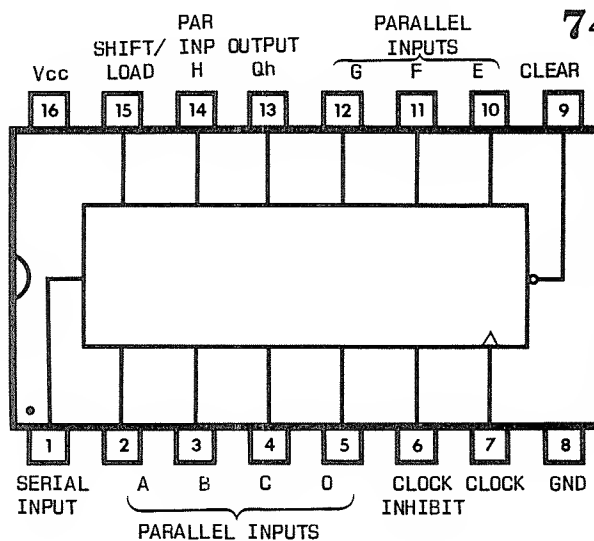 74
PAR
SHIFT/ INP OUTPUT PARALLEL INPUTS
Vcc LOAD H Qh G F E CLEAR
16 15 14 13 12 11 10 9
1 2 3 4 5 6 7 8
SERIAL INPUT A B C O CLOCK INHIBIT CLOCK GND
PARALLEL INPUTS